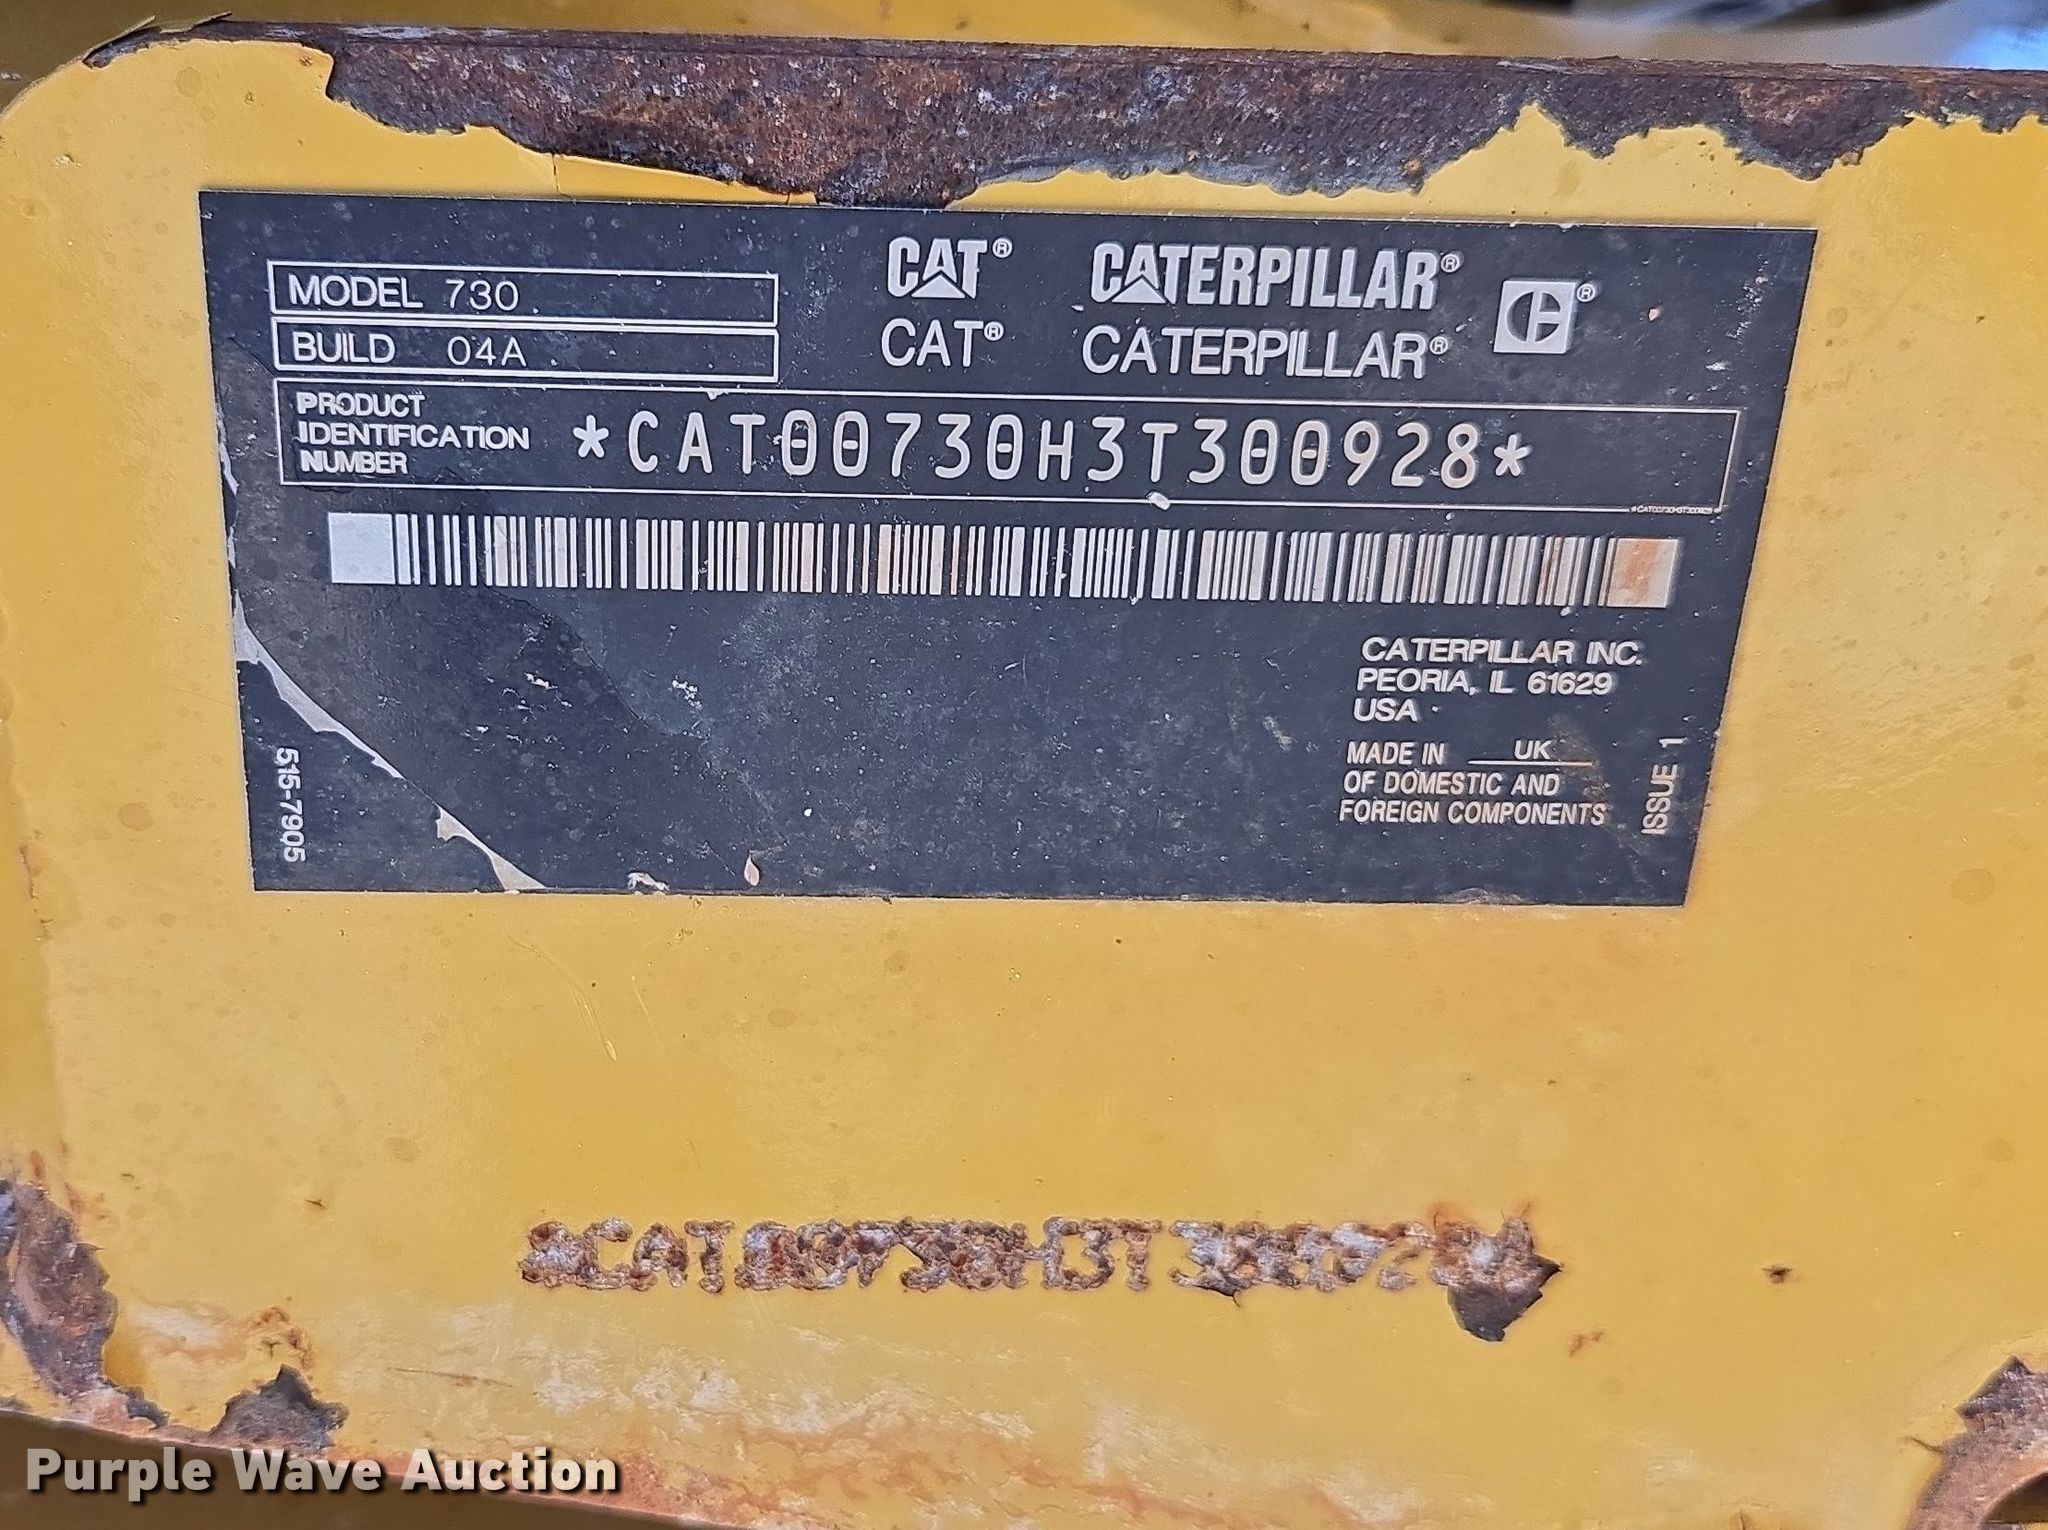 MODEL 730
BUILD 04A
CAT® CATERPILLAR®
CAT® CATERPILLAR®
PRODUCT
IDENTIFICATION
NUMBER
*CAT00730H3T300928*
*CAT00730H3T300928*
CATERPILLAR INC.
PEORIA, IL 61629
USA
MADE IN UK
OF DOMESTIC AND
FOREIGN COMPONENTS
ISSUE 1
515-7905
Purple Wave Auction